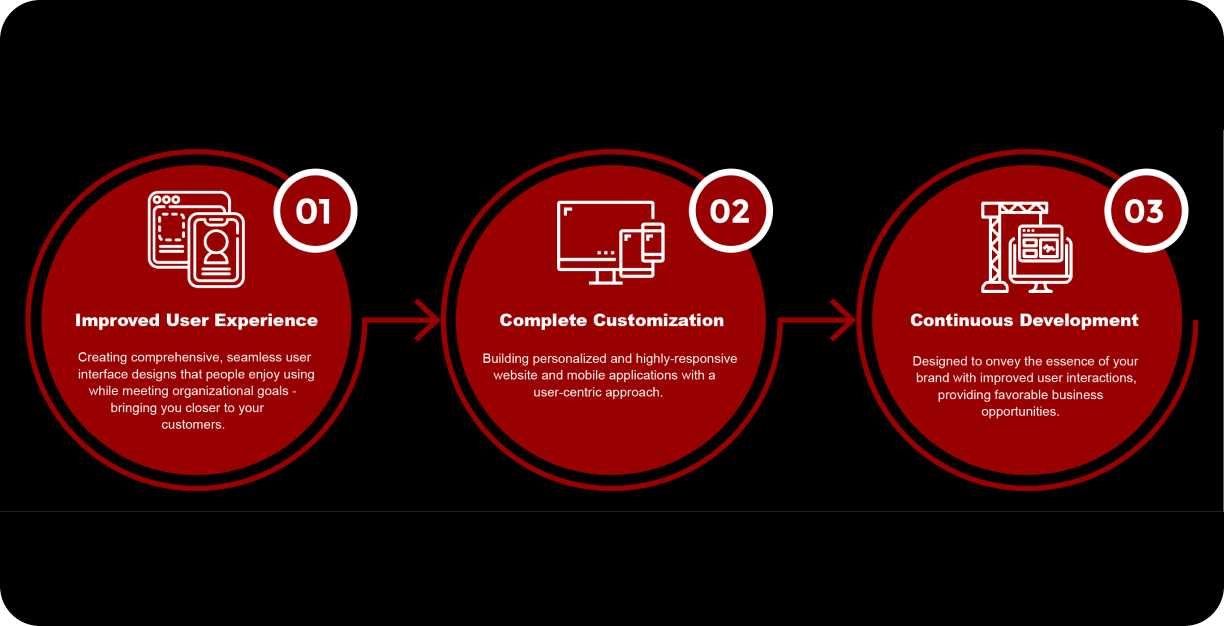 01
Improved User Experience
Creating comprehensive, seamless user
interface designs that people enjoy using
while meeting organizational goals -
bringing you closer to your
customers.
02
Complete Customization
Building personalized and highly-responsive
website and mobile applications with a
user-centric approach.
03
Continuous Development
Designed to onvey the essence of your
brand with improved user interactions,
providing favorable business
opportunities.